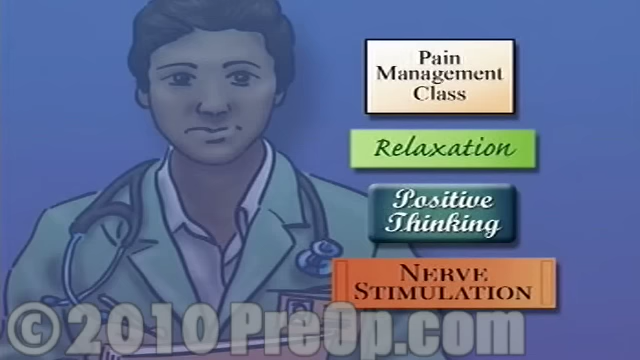 Pain
Management
Class
Relaxation
Positive
Thinking
NERVE
STIMULATION
© 2010 PreOp.com